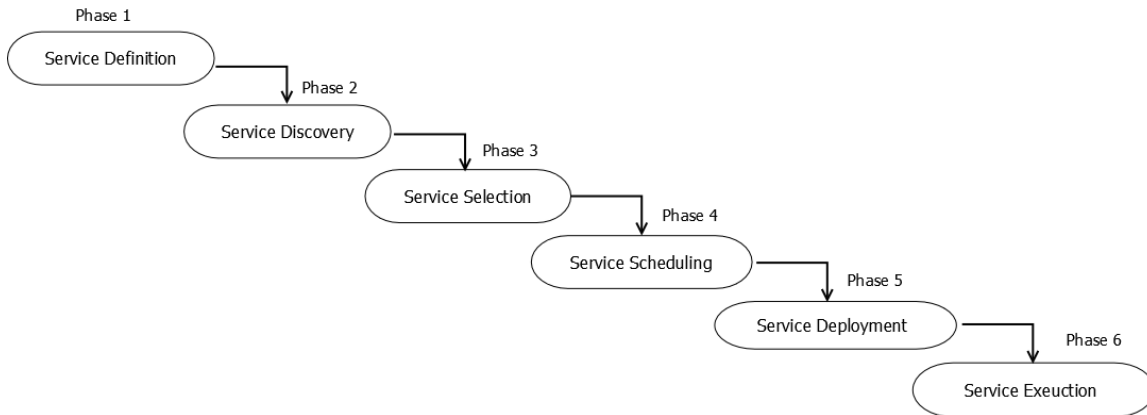 Phase 1
Service Definition
Phase 2
Service Discovery
Phase 3
Service Selection
Phase 4
Service Scheduling
Phase 5
Service Deployment
Phase 6
Service Exeuction